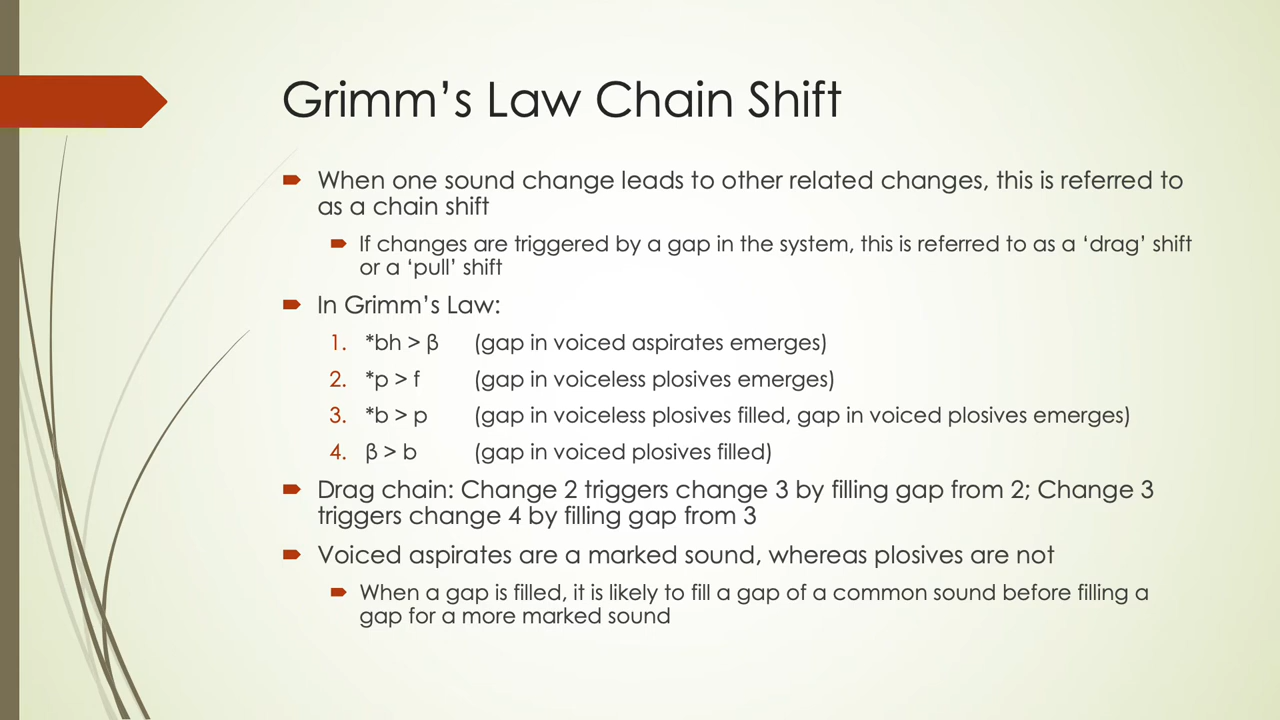 Grimm’s Law Chain Shift
When one sound change leads to other related changes, this is referred to
as a chain shift
If changes are triggered by a gap in the system, this is referred to as a ‘drag’ shift
or a ‘pull’ shift
In Grimm’s Law:
1. *bh > β (gap in voiced aspirates emerges)
2. *p > f (gap in voiceless plosives emerges)
3. *b > p (gap in voiceless plosives filled, gap in voiced plosives emerges)
4. β > b (gap in voiced plosives filled)
Drag chain: Change 2 triggers change 3 by filling gap from 2; Change 3
triggers change 4 by filling gap from 3
Voiced aspirates are a marked sound, whereas plosives are not
When a gap is filled, it is likely to fill a gap of a common sound before filling a
gap for a more marked sound